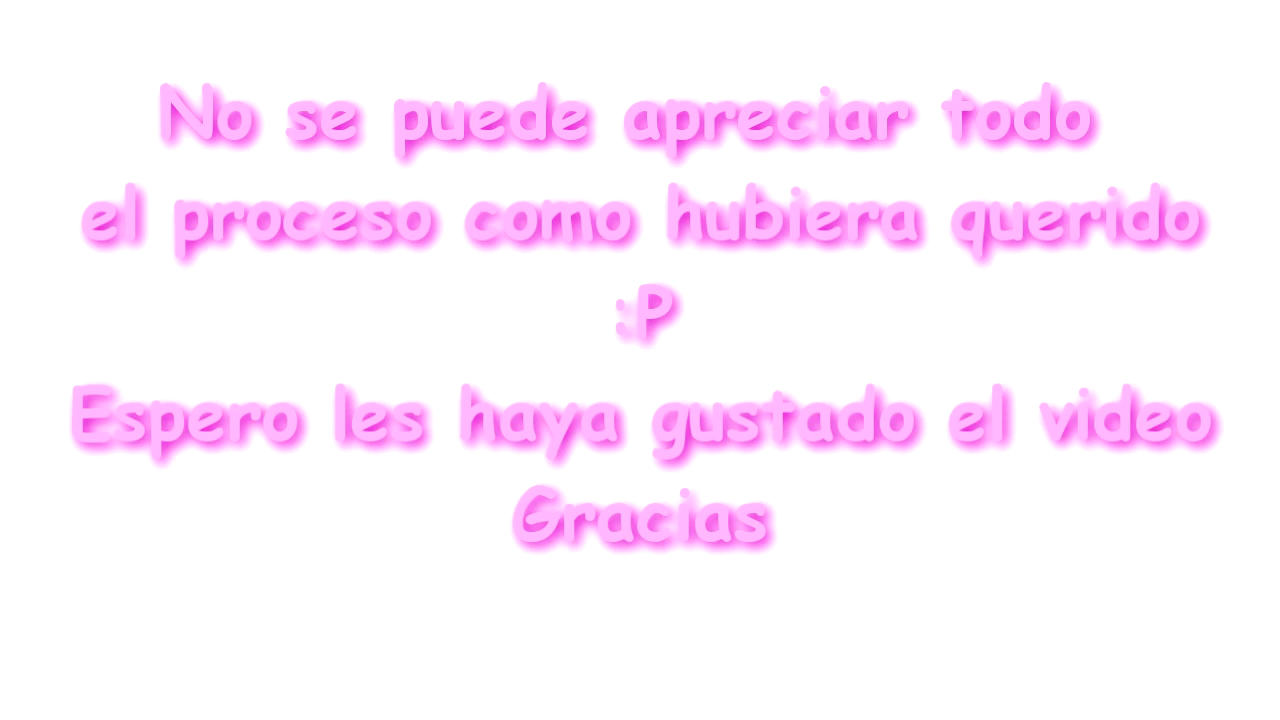 No se puede apreciar todo
el proceso como hubiera querido
:P
Espero les haya gustado el video
Gracias